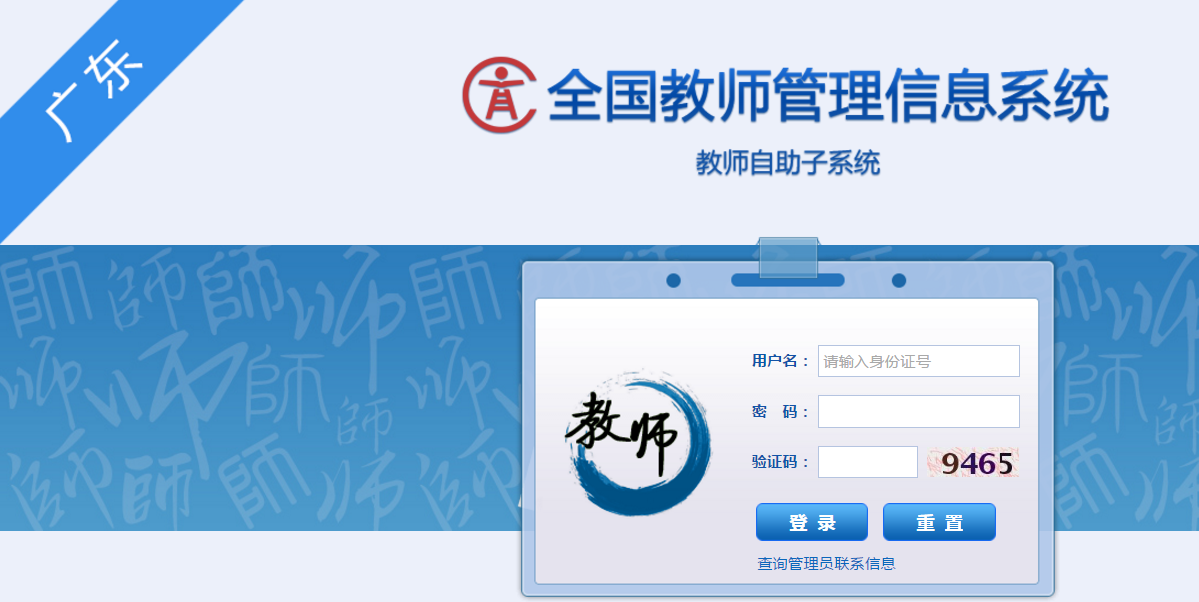 广东
全国教师管理信息系统
教师自助子系统
教师
用户名：请输入身份证号
密 码：
验证码：9465
登录 重置
查询管理员联系信息